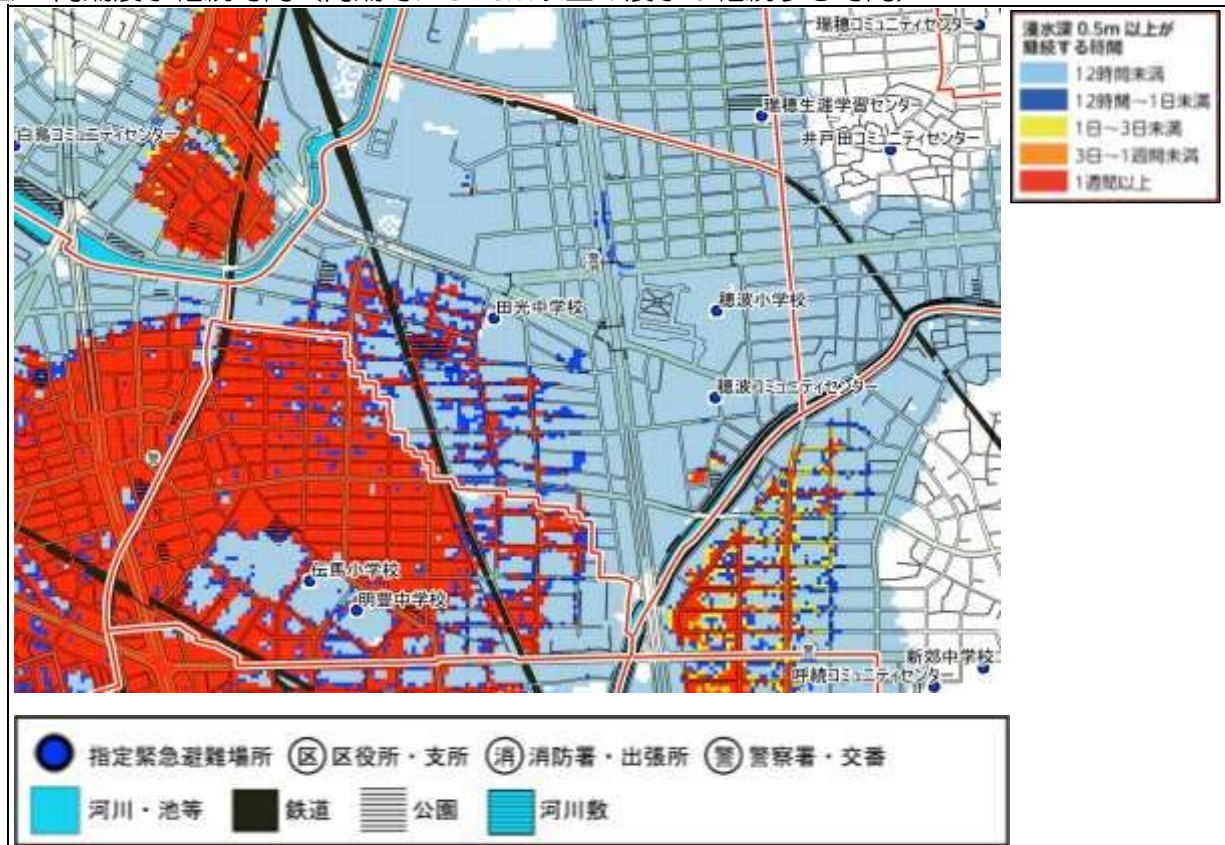 瑞穂コミュニティセンター
浸水深 0.5m 以上が
継続する時間
12時間未満
12時間～1日未満
1日～3日未満
3日～1週間未満
1週間以上
瑞穂生涯学習センター
白鳥コミュニティセンター
井戸田コミュニティセンター
消
田光中学校
穂波小学校
穂波コミュニティセンター
伝馬小学校
明豊中学校
新郊中学校
呼続コミュニティセンター
指定緊急避難場所
区 区役所・支所
消 消防署・出張所
警 警察署・交番
河川・池等
鉄道
公園
河川敷